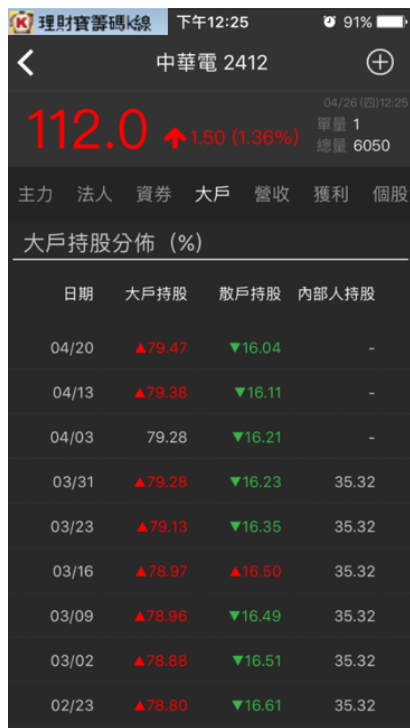 理財寶籌碼k線 下午12:25 91%
中華電 2412
04/26(四)12:25
112.0 1.50 (1.36%)
單量 1
總量 6050
主力 法人 資券 大戶 營收 獲利 個股
大戶持股分佈 (%)
日期 大戶持股 散戶持股 內部人持股
04/20 ▲79.47 ▼16.04 -
04/13 ▲79.38 ▼16.11 -
04/03 79.28 ▼16.21 -
03/31 ▲79.28 ▼16.23 35.32
03/23 ▲79.13 ▼16.35 35.32
03/16 ▲78.97 ▲16.50 35.32
03/09 ▲78.96 ▼16.49 35.32
03/02 ▲78.88 ▼16.51 35.32
02/23 ▲78.80 ▼16.61 35.32